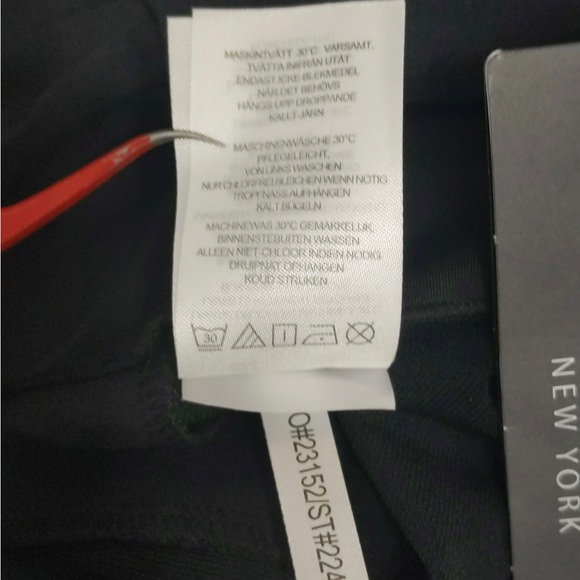 MASKINTVÄTT 30°C VARSAMT,
TVÄTTA INIFRÅN UTÅT
ENDAST ICKE-BLEKMEDEL
NÄR DET BEHÖVS
HÄNGS UPP DROPPANDE
KALLT JÄRN
MASCHINENWÄSCHE 30°C
PFLEGELEICHT,
VON LINKS WASCHEN
NUR CHLORFREI BLEICHEN WENN NÖTIG
TROPFNASS AUFHÄNGEN
KALT BÜGELN
MACHINEWAS 30°C GEMAKKELIJK,
BINNENSTEBUITEN WASSEN
ALLEEN NIET-CHLOOR INDIEN NODIG
DRUIPNAT OPHANGEN
KOUD STRIJKEN
30
O#23152/ST#224
NEW YORK